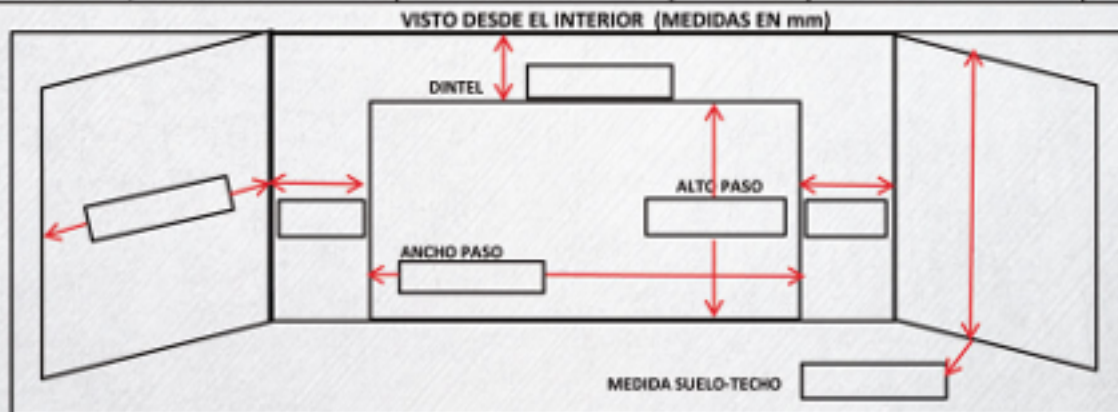 VISTO DESDE EL INTERIOR (MEDIDAS EN mm)
DINTEL
ALTO PASO
ANCHO PASO
MEDIDA SUELO-TECHO